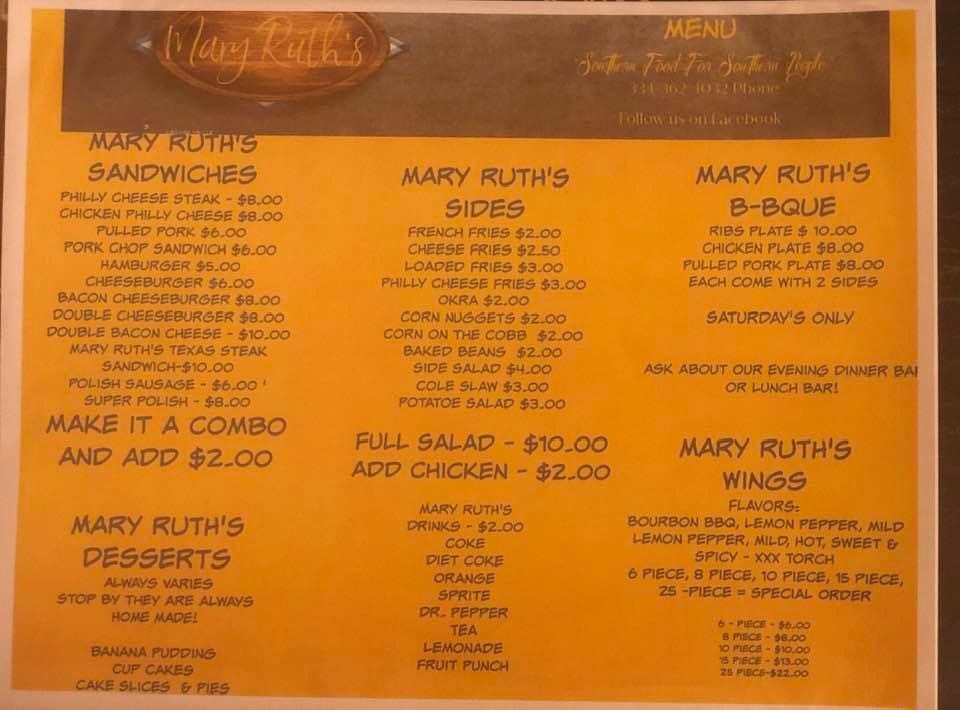 Mary Ruth's
MENU
"Southern Food For Southern People"
334-362-4032 Phone
Follow us on Facebook
MARY RUTH'S
SANDWICHES
PHILLY CHEESE STEAK - $8.00
CHICKEN PHILLY CHEESE $8.00
PULLED PORK $6.00
PORK CHOP SANDWICH $6.00
HAMBURGER $5.00
CHEESEBURGER $6.00
BACON CHEESEBURGER $8.00
DOUBLE CHEESEBURGER $8.00
DOUBLE BACON CHEESE - $10.00
MARY RUTH'S TEXAS STEAK
SANDWICH-$10.00
POLISH SAUSAGE - $6.00 '
SUPER POLISH - $8.00
MAKE IT A COMBO
AND ADD $2.00
MARY RUTH'S
DESSERTS
ALWAYS VARIES
STOP BY THEY ARE ALWAYS
HOME MADE!
BANANA PUDDING
CUP CAKES
CAKE SLICES & PIES
MARY RUTH'S
SIDES
FRENCH FRIES $2.00
CHEESE FRIES $2.50
LOADED FRIES $3.00
PHILLY CHEESE FRIES $3.00
OKRA $2.00
CORN NUGGETS $2.00
CORN ON THE COBB $2.00
BAKED BEANS $2.00
SIDE SALAD $4.00
COLE SLAW $3.00
POTATOE SALAD $3.00
FULL SALAD - $10.00
ADD CHICKEN - $2.00
MARY RUTH'S
DRINKS - $2.00
COKE
DIET COKE
ORANGE
SPRITE
DR. PEPPER
TEA
LEMONADE
FRUIT PUNCH
MARY RUTH'S
B-BQUE
RIBS PLATE $ 10.00
CHICKEN PLATE $8.00
PULLED PORK PLATE $8.00
EACH COME WITH 2 SIDES
SATURDAY'S ONLY
ASK ABOUT OUR EVENING DINNER BAR
OR LUNCH BAR!
MARY RUTH'S
WINGS
FLAVORS:
BOURBON BBQ, LEMON PEPPER, MILD
LEMON PEPPER, MILD, HOT, SWEET &
SPICY - XXX TORCH
6 PIECE, 8 PIECE, 10 PIECE, 15 PIECE,
25 -PIECE = SPECIAL ORDER
6 - PIECE - $6.00
8 PIECE - $8.00
10 PIECE - $10.00
15 PIECE - $13.00
25 PIECE-$22.00